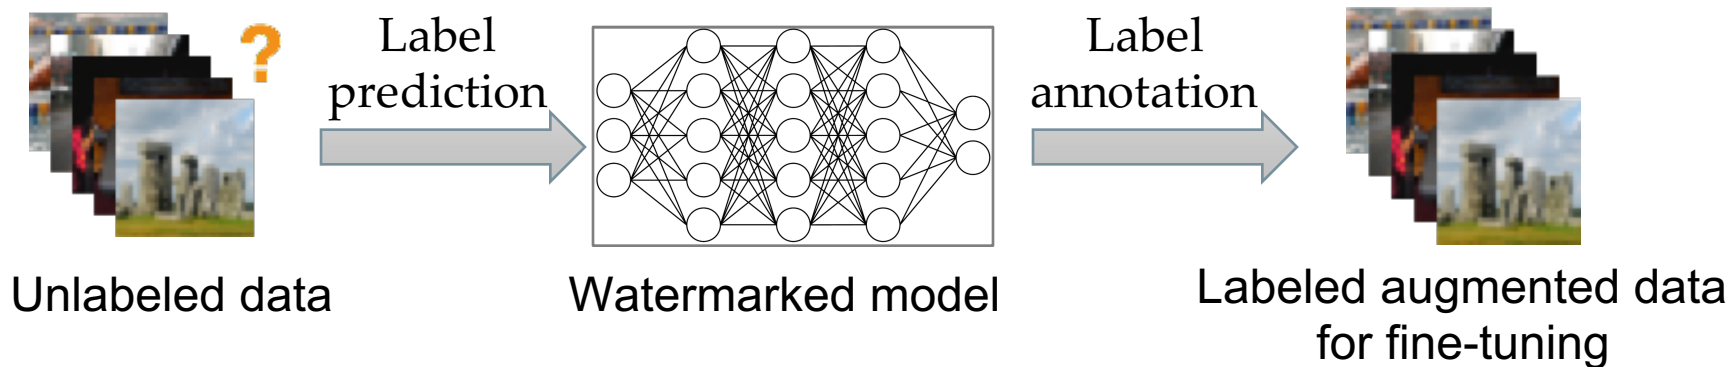 ?
Label
prediction
Label
annotation
Unlabeled data
Watermarked model
Labeled augmented data
for fine-tuning